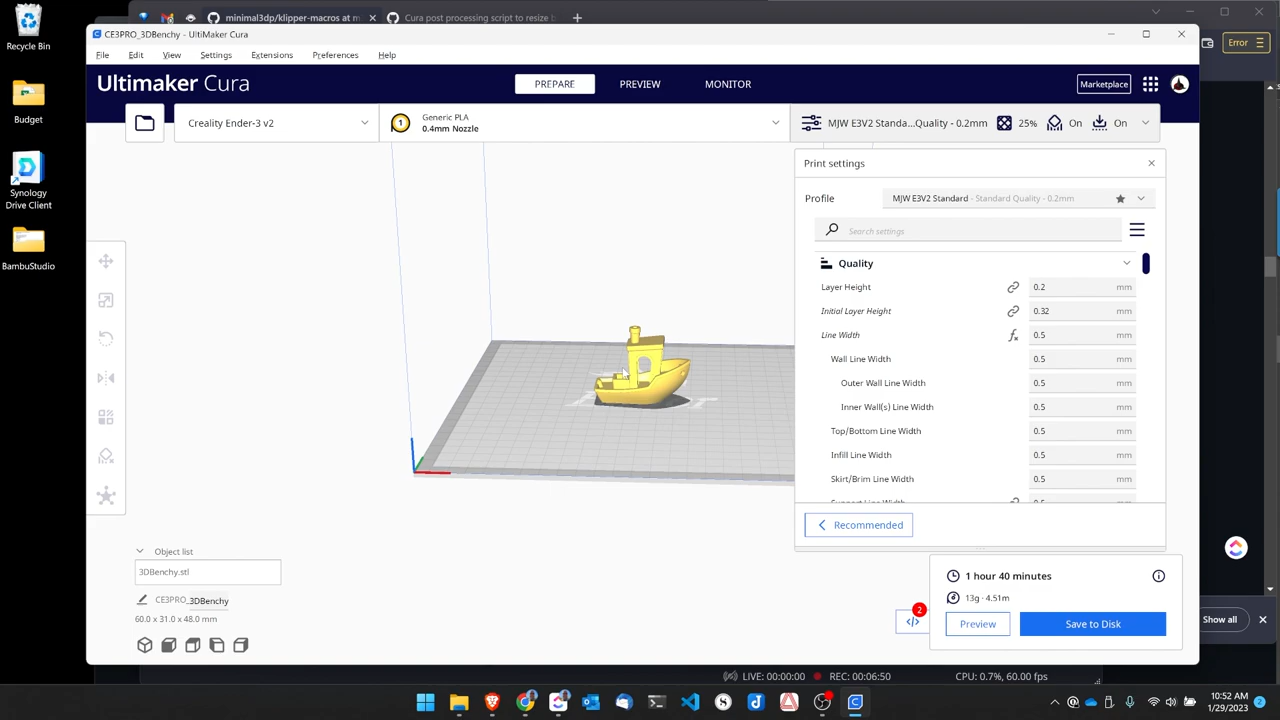 Recycle Bin
Budget
Synology
Drive Client
BambuStudio
minimal3dp/klipper-macros at m
Cura post processing script to resize
Error
CE3PRO_3DBenchy - UltiMaker Cura
File Edit View Settings Extensions Preferences Help
Ultimaker Cura
PREPARE
PREVIEW
MONITOR
Marketplace
Creality Ender-3 v2
1
Generic PLA
0.4mm Nozzle
MJW E3V2 Standa...Quality - 0.2mm
25%
On
On
Print settings
Profile
MJW E3V2 Standard - Standard Quality - 0.2mm
Search settings
Quality
Layer Height 0.2 mm
Initial Layer Height 0.32 mm
Line Width 0.5 mm
Wall Line Width 0.5 mm
Outer Wall Line Width 0.5 mm
Inner Wall(s) Line Width 0.5 mm
Top/Bottom Line Width 0.5 mm
Infill Line Width 0.5 mm
Skirt/Brim Line Width 0.5 mm
Support Line Width 0.5 mm
Recommended
Object list
3DBenchy.stl
CE3PRO_3DBenchy
60.0 x 31.0 x 48.0 mm
1 hour 40 minutes
13g · 4.51m
2
Preview
Save to Disk
Show all
LIVE: 00:00:00
REC: 00:06:50
CPU: 0.7%, 60.00 fps
10:52 AM
1/29/2023